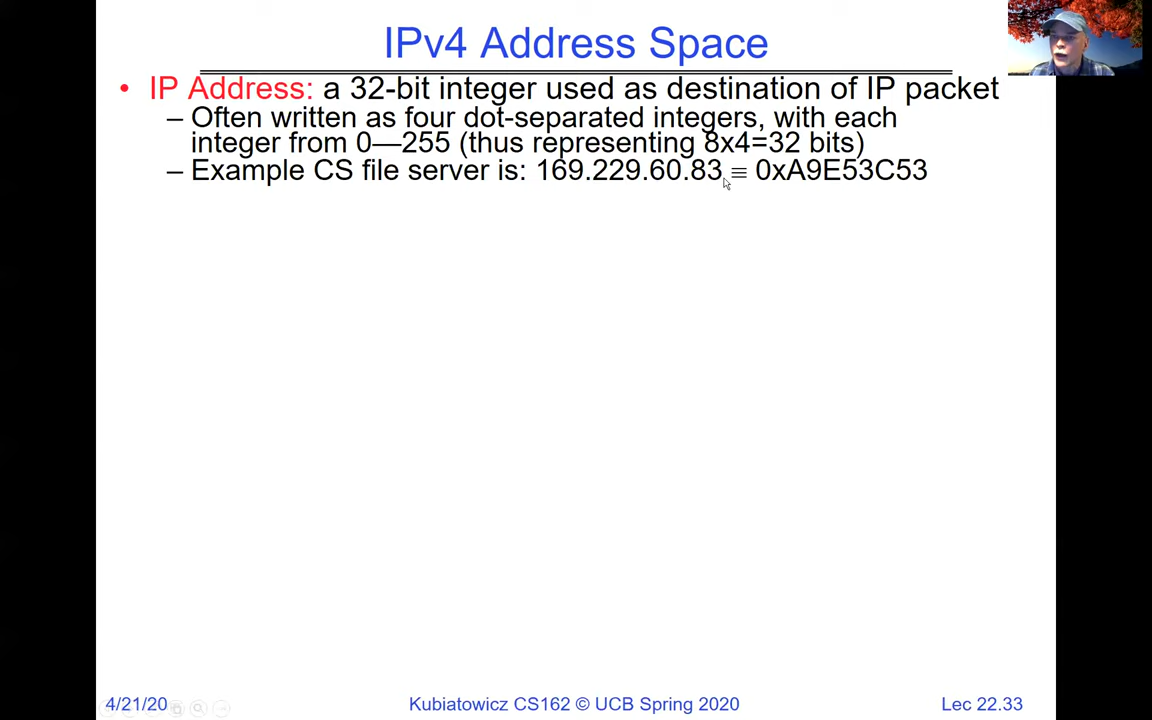 IPv4 Address Space
• IP Address: a 32-bit integer used as destination of IP packet
– Often written as four dot-separated integers, with each
integer from 0—255 (thus representing 8x4=32 bits)
– Example CS file server is: 169.229.60.83 ≡ 0xA9E53C53
4/21/20 Kubiatowicz CS162 © UCB Spring 2020 Lec 22.33